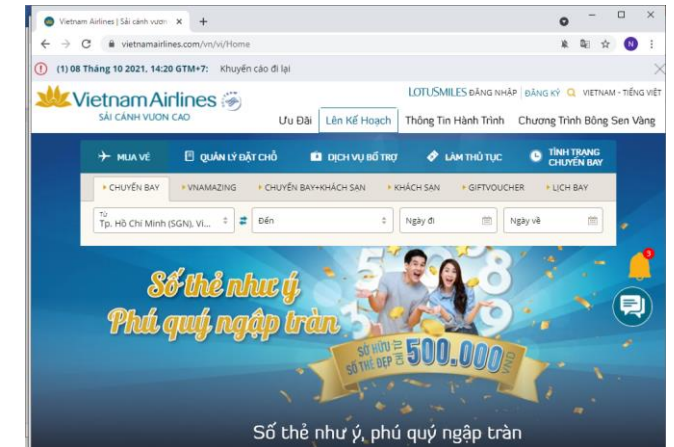 Vietnam Airlines | Sải cánh vươn
vietnamairlines.com/vn/vi/Home
N
(1) 08 Tháng 10 2021, 14:20 GTM+7: Khuyến cáo đi lại
Vietnam Airlines
SẢI CÁNH VƯƠN CAO
LOTUSMILES ĐĂNG NHẬP ĐĂNG KÝ VIETNAM - TIẾNG VIỆT
Ưu Đãi Lên Kế Hoạch Thông Tin Hành Trình Chương Trình Bông Sen Vàng
MUA VÉ QUẢN LÝ ĐẶT CHỖ DỊCH VỤ BỔ TRỢ LÀM THỦ TỤC TÌNH TRẠNG CHUYẾN BAY
CHUYẾN BAY VNAMAZING CHUYẾN BAY+KHÁCH SẠN KHÁCH SẠN GIFTVOUCHER LỊCH BAY
Từ
Tp. Hồ Chí Minh (SGN), Vi... Đến Ngày đi Ngày về
3
Số thẻ như ý
Phú quý ngập tràn
SỞ HỮU SỐ THẺ ĐẸP TỪ CHỈ 500.000 VND
Số thẻ như ý, phú quý ngập tràn